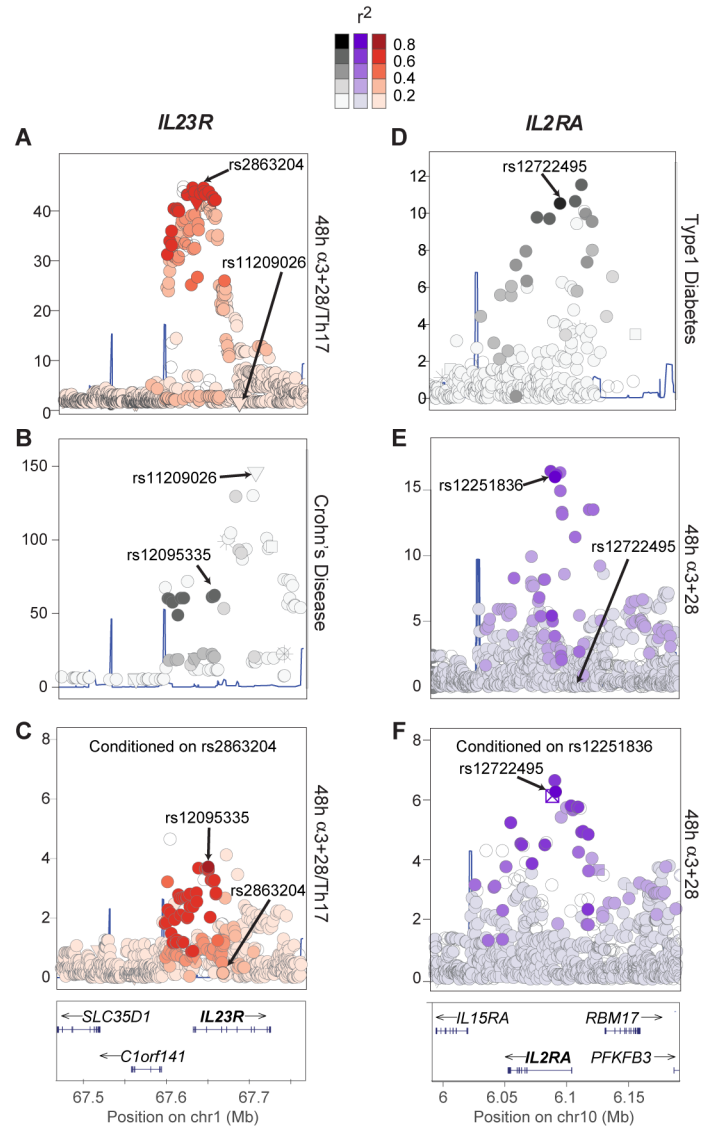 r2
0.8
0.6
0.4
0.2
IL23R
IL2RA
A
rs2863204
rs11209026
40
30
20
10
0
48h α3+28/Th17
D
rs12722495
12
10
8
6
4
2
0
Type1 Diabetes
B
rs11209026
rs12095335
150
100
50
0
Crohn's Disease
E
rs12251836
rs12722495
15
10
5
0
48h α3+28
C
Conditioned on rs2863204
rs12095335
rs2863204
8
6
4
2
0
48h α3+28/Th17
F
Conditioned on rs12251836
rs12722495
8
6
4
2
0
48h α3+28
SLC35D1
IL23R
C1orf141
67.5 67.6 67.7
Position on chr1 (Mb)
IL15RA
RBM17
IL2RA
PFKFB3
6 6.05 6.1 6.15
Position on chr10 (Mb)